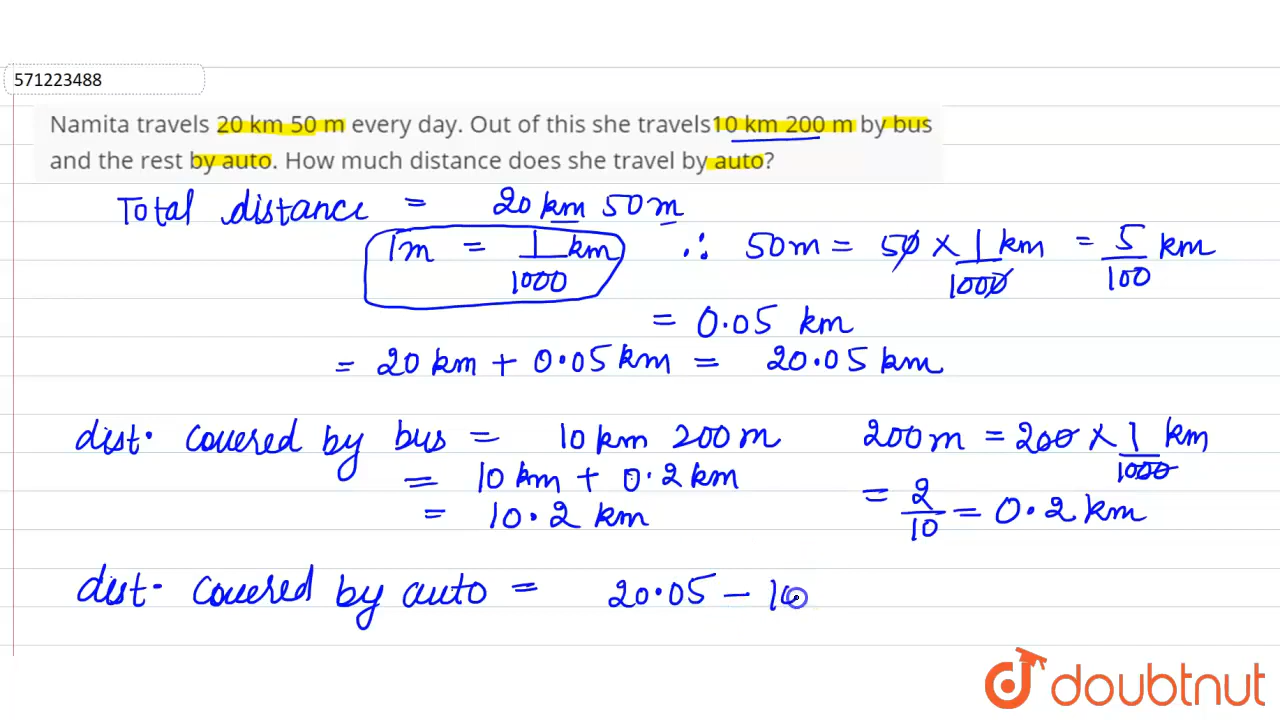 571223488
Namita travels 20 km 50 m every day. Out of this she travels10 km 200 m by bus
and the rest by auto. How much distance does she travel by auto?
Total distance = 20 km 50 m
1m = 1/1000 km ∴ 50m = 50 × 1/1000 km = 5/100 km
= 0.05 km
= 20 km + 0.05 km = 20.05 km
dist. covered by bus = 10 km 200 m 200 m = 200 × 1/1000 km
= 10 km + 0.2 km = 2/10 = 0.2 km
= 10.2 km
dist. covered by auto = 20.05 - 10
doubtnut